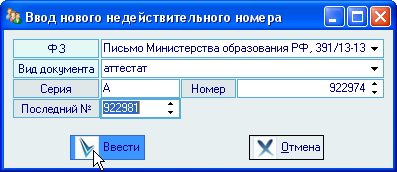 Ввод нового недействительного номера
ФЗ Письмо Министерства образования РФ, 391/13-13
Вид документа аттестат
Серия А Номер 922974
Последний № 922981
Ввести Отмена